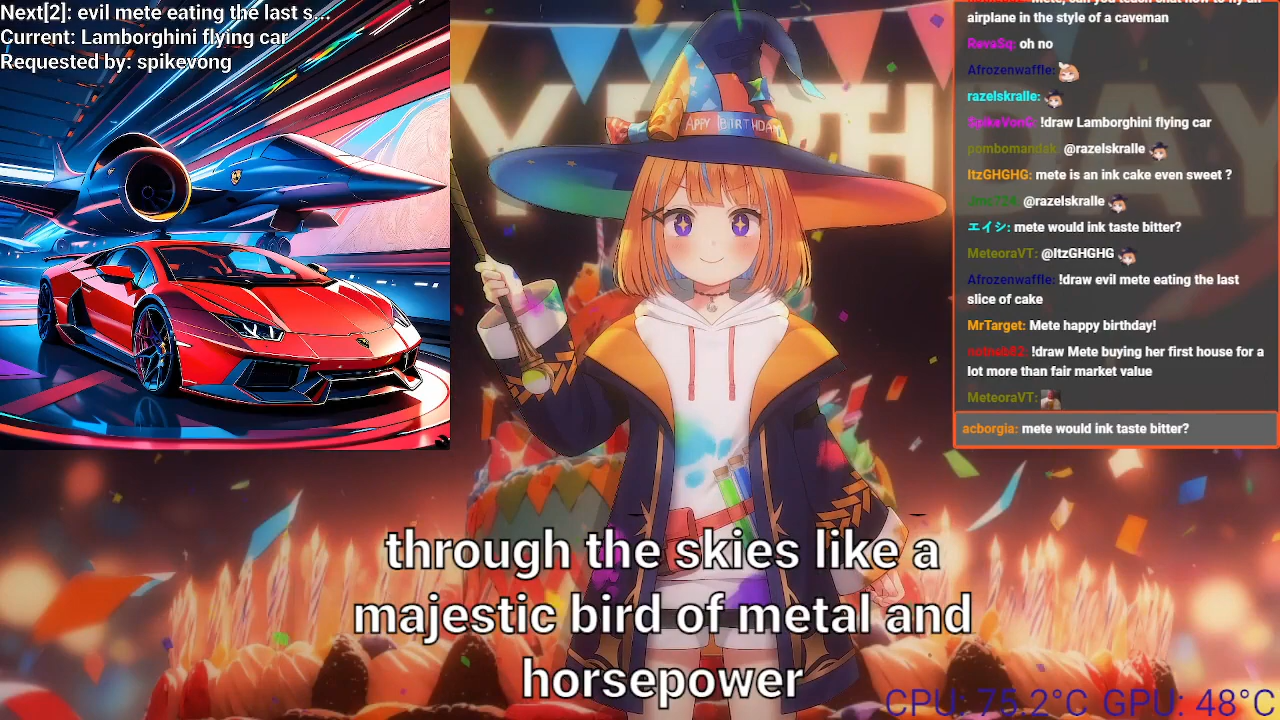 Next[2]: evil mete eating the last s...
Current: Lamborghini flying car
Requested by: spikevong
APPY BIRTHDAY
airplane in the style of a caveman
RevaSq: oh no
Afrozenwaffle:
razelskralle:
SpikeVonG: !draw Lamborghini flying car
pombomandak: @razelskralle
ItzGHGHG: mete is an ink cake even sweet ?
@razelskralle
エイシ: mete would ink taste bitter?
MeteoraVT: @ItzGHGHG
Afrozenwaffle: !draw evil mete eating the last
slice of cake
MrTarget: Mete happy birthday!
!draw Mete buying her first house for a
lot more than fair market value
MeteoraVT:
acborgia: mete would ink taste bitter?
through the skies like a
majestic bird of metal and
horsepower
CPU: 75.2°C GPU: 48°C